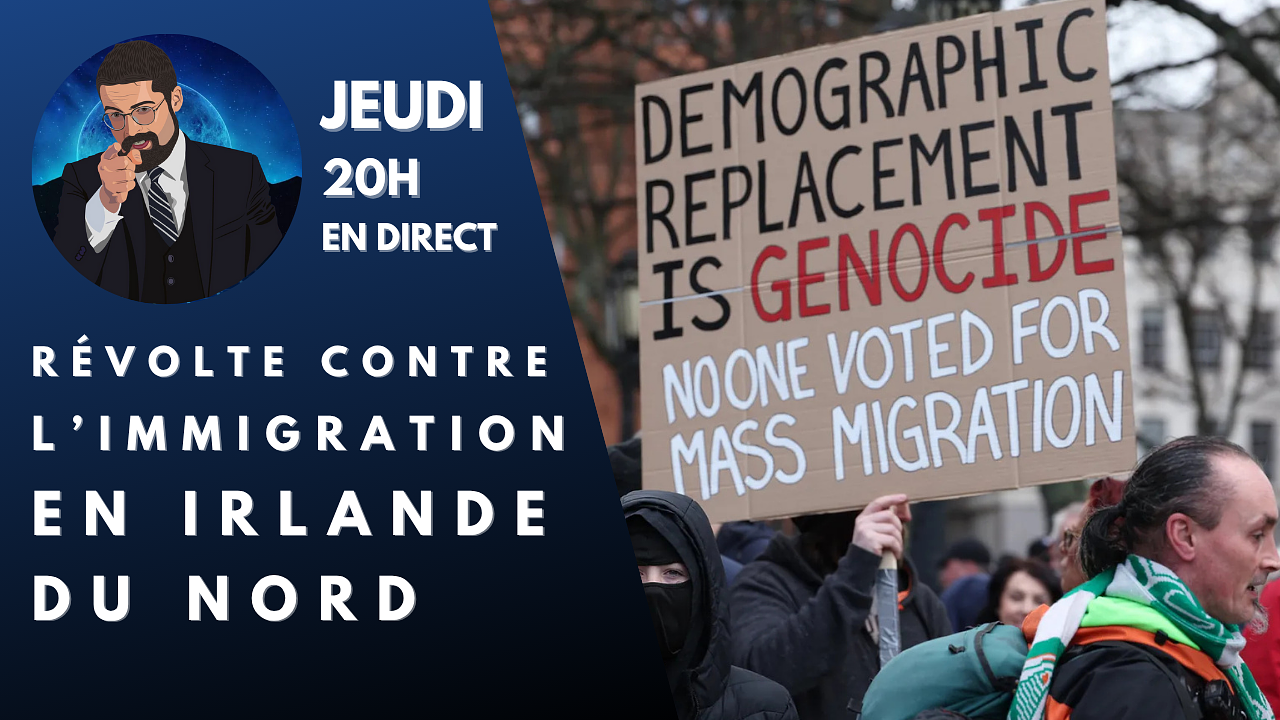 JEUDI
20H
EN DIRECT
RÉVOLTE CONTRE
L’IMMIGRATION
EN IRLANDE
DU NORD
DEMOGRAPHIC
REPLACEMENT
IS GENOCIDE
NO ONE VOTED FOR
MASS MIGRATION